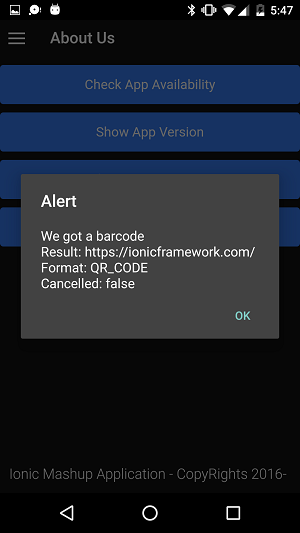 5:47
About Us
Check App Availability
Show App Version
Alert
We got a barcode
Result: https://ionicframework.com/
Format: QR_CODE
Cancelled: false
OK
Ionic Mashup Application - CopyRights 2016-